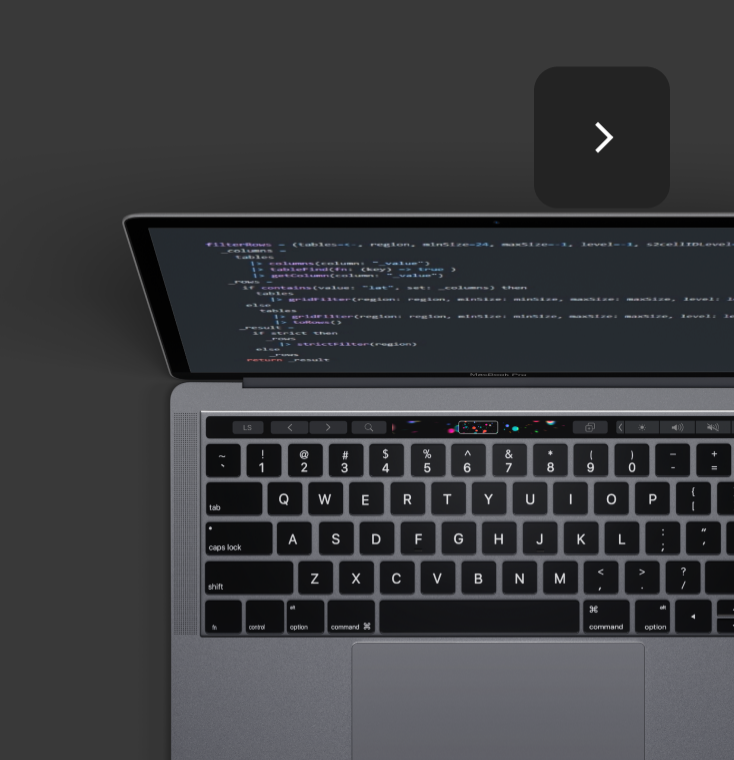 filterRows = (tables=<-, region, minSize=24, maxSize=-1, level=-1, s2cellIDLevel
_columns =
tables
|> columns(column: "_value")
|> tableFind(fn: (key) => true )
|> getColumn(column: "_value")
_rows =
if contains(value: "lat", set: _columns) then
tables
|> gridFilter(region: region, minSize: minSize, maxSize: maxSize, level: l
else
tables
|> gridFilter(region: region, minSize: minSize, maxSize: maxSize, level: le
|> toRows()
_result =
if strict then
_rows
|> strictFilter(region)
else
_rows
return _result
MacBook Pro
LS
~ ! @ # $ % ^ & * ( ) – +
` 1 2 3 4 5 6 7 8 9 0 - =
tab Q W E R T Y U I O P { [
caps lock A S D F G H J K L : ; " '
shift Z X C V B N M < , > . ? /
alt ⌘ alt
fn control option command ⌘ command option